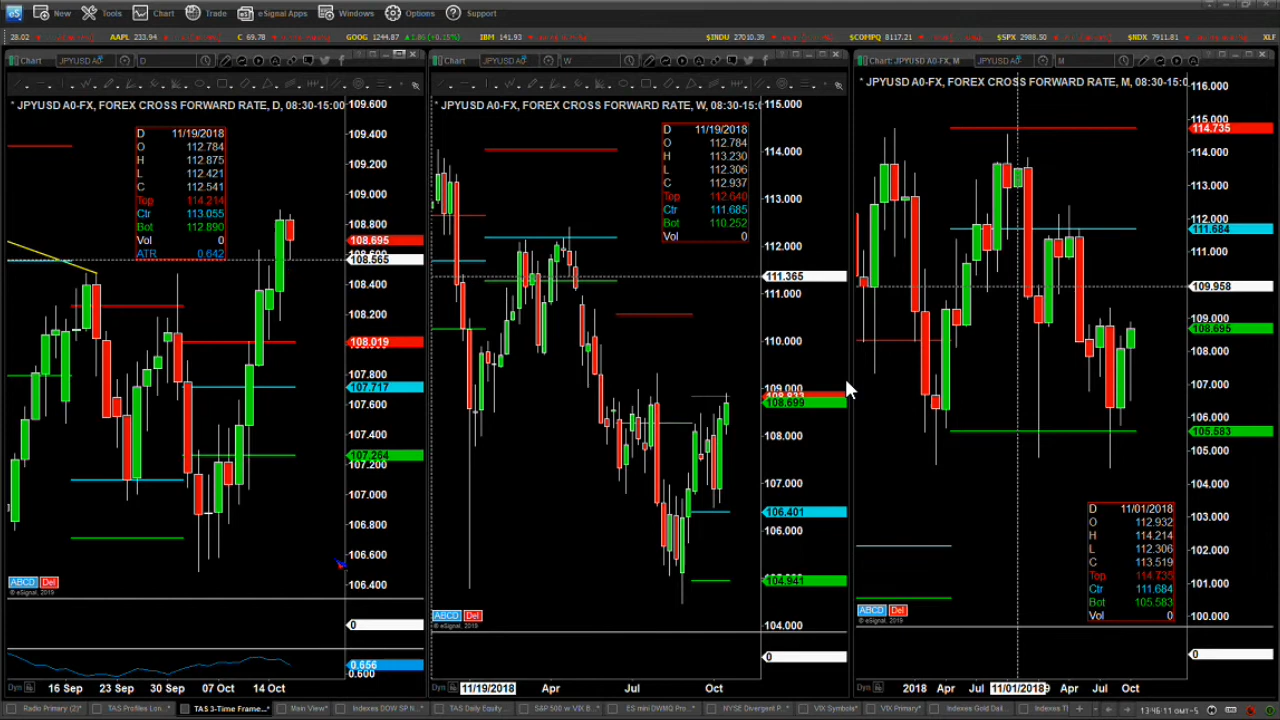 New Tools Chart Trade eSignal Apps Windows Options Support
28.02 AAPL 233.94 C 69.78 GOOG 1244.87 1.86 (+0.15%) IBM 141.93 $INDU 27010.39 $COMPQ 8117.21 $SPX 2988.50 $NDX 7911.81 XLF
Chart JPYUSD A0 D
* JPYUSD A0-FX, FOREX CROSS FORWARD RATE, D, 08:30-15:00
D 11/19/2018
O 112.784
H 112.875
L 112.421
C 112.541
Top 114.214
Ctr 113.055
Bot 112.890
Vol 0
ATR 0.642
109.600
109.400
109.200
109.000
108.800
108.695
108.565
108.400
108.200
108.019
107.800
107.717
107.600
107.400
107.264
107.200
107.000
106.800
106.600
106.400
ABCD Del
© eSignal, 2019
0
0.656
0.600
Dyn 16 Sep 23 Sep 30 Sep 07 Oct 14 Oct
Chart JPYUSD A0 W
* JPYUSD A0-FX, FOREX CROSS FORWARD RATE, W, 08:30-15:0
D 11/19/2018
O 112.784
H 113.230
L 112.306
C 112.937
Top 112.640
Ctr 111.685
Bot 110.252
Vol 0
115.000
114.000
113.000
112.000
111.365
111.000
110.000
109.000
108.833
108.699
108.000
107.000
106.401
106.000
104.941
104.000
ABCD Del
© eSignal, 2019
0
11/19/2018 Apr Jul Oct
Chart: JPYUSD A0-FX, M JPYUSD A0 M
* JPYUSD A0-FX, FOREX CROSS FORWARD RATE, M, 08:30-15:0
116.000
115.000
114.735
114.000
113.000
112.000
111.684
111.000
109.958
108.695
108.000
107.000
106.000
105.583
104.000
103.000
102.000
101.000
100.000
D 11/01/2018
O 112.932
H 114.214
L 112.306
C 113.519
Top 114.735
Ctr 111.684
Bot 105.583
Vol 0
ABCD Del
© eSignal, 2019
0
Dyn 2018 Apr Jul 11/01/2018 Apr Jul Oct
Radio Primary (2)* TAS Profiles Lon... TAS 3-Time Frame...* Main View* Indexes DOW SP N... TAS Daily Equity... S&P 500 w VIX B... ES mini DWMQ Pro... NYSE Divergent P... VIX Symbols* VIX Primary* Indexes Gold Dail... Indexes T
13:46:11 GMT-5